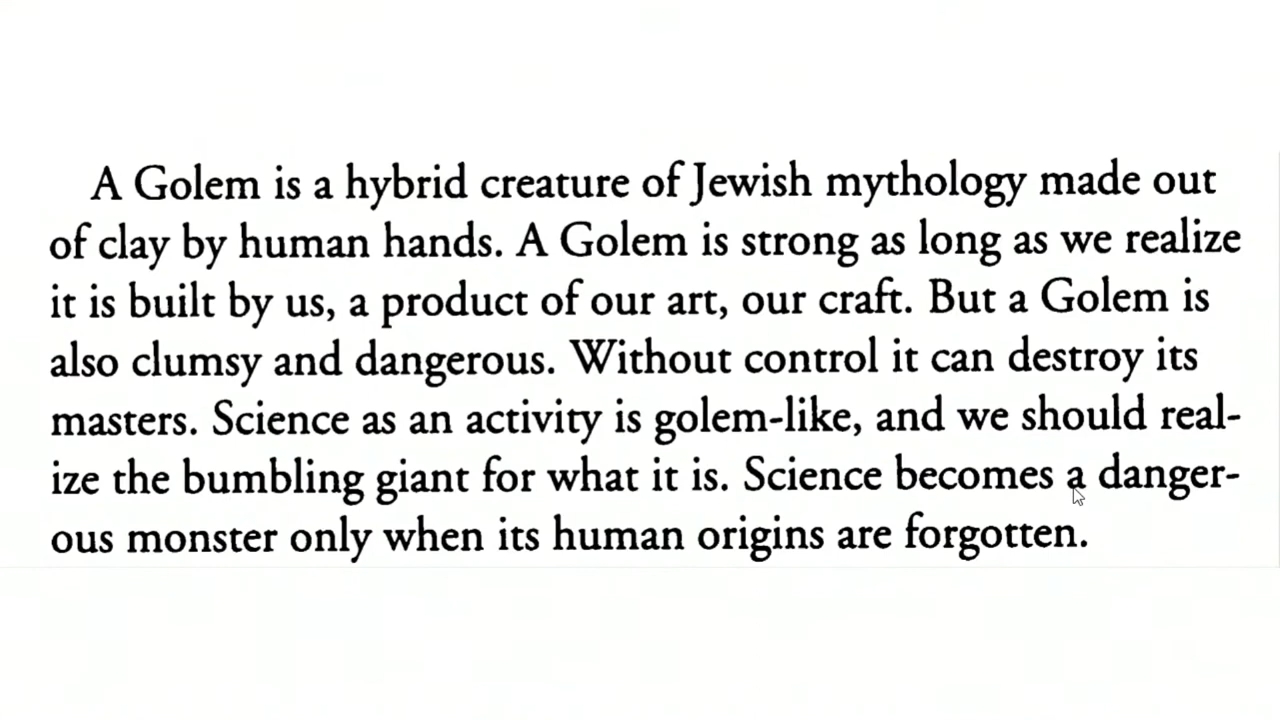 A Golem is a hybrid creature of Jewish mythology made out
of clay by human hands. A Golem is strong as long as we realize
it is built by us, a product of our art, our craft. But a Golem is
also clumsy and dangerous. Without control it can destroy its
masters. Science as an activity is golem-like, and we should real-
ize the bumbling giant for what it is. Science becomes a danger-
ous monster only when its human origins are forgotten.